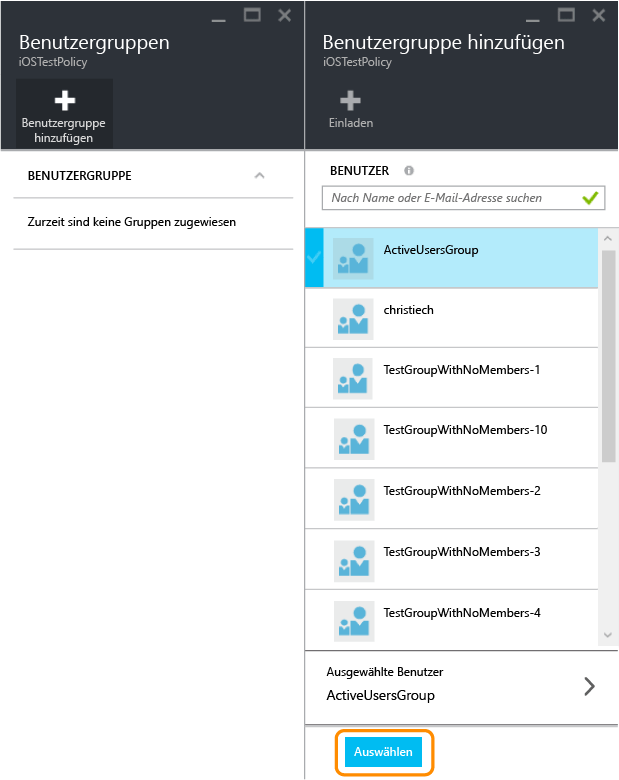 Benutzergruppen
iOSTestPolicy
Benutzergruppe
hinzufügen
BENUTZERGRUPPE
Zurzeit sind keine Gruppen zugewiesen
Benutzergruppe hinzufügen
iOSTestPolicy
Einladen
BENUTZER
Nach Name oder E-Mail-Adresse suchen
ActiveUsersGroup
christiech
TestGroupWithNoMembers-1
TestGroupWithNoMembers-10
TestGroupWithNoMembers-2
TestGroupWithNoMembers-3
TestGroupWithNoMembers-4
Ausgewählte Benutzer
ActiveUsersGroup
Auswählen